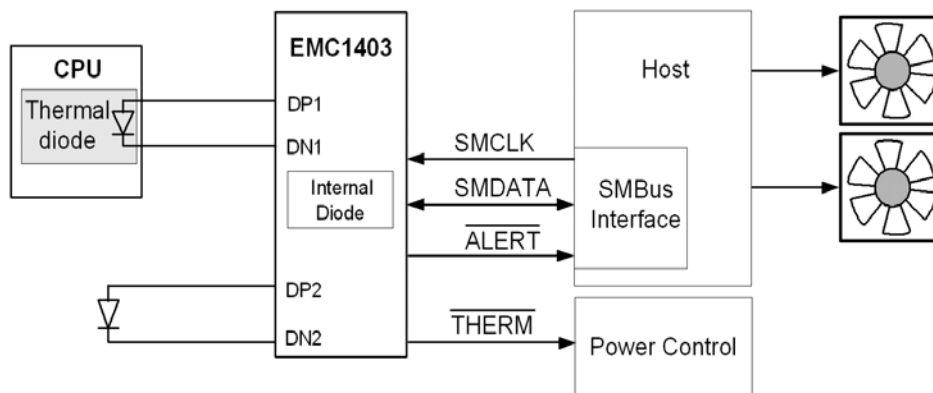 CPU
Thermal
diode
EMC1403
DP1
DN1
Internal
Diode
DP2
DN2
SMCLK
SMDATA
ALERT
THERM
Host
SMBus
Interface
Power Control